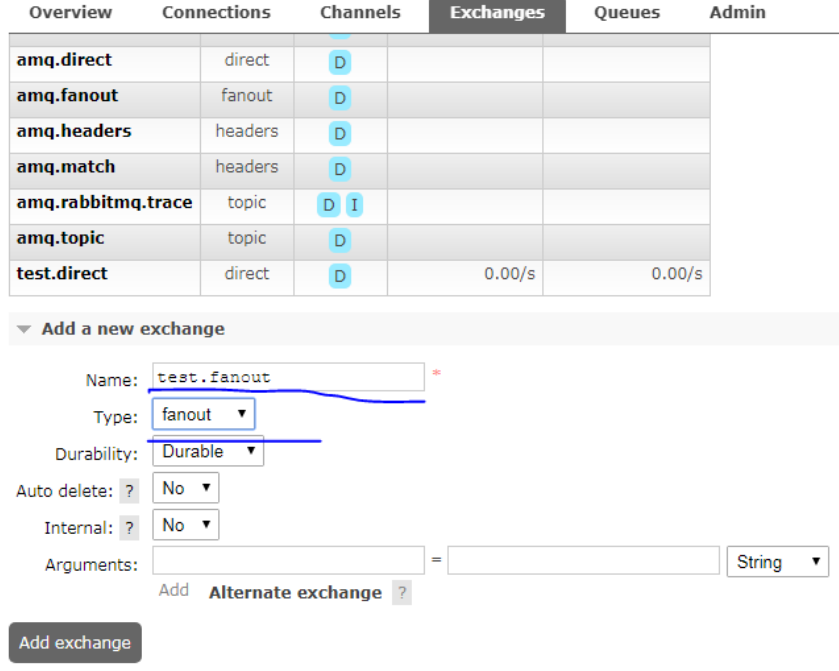 Overview Connections Channels Exchanges Queues Admin
amq.direct direct D
amq.fanout fanout D
amq.headers headers D
amq.match headers D
amq.rabbitmq.trace topic D I
amq.topic topic D
test.direct direct D 0.00/s 0.00/s
▼ Add a new exchange
Name: test.fanout *
Type: fanout ▼
Durability: Durable ▼
Auto delete: ? No ▼
Internal: ? No ▼
Arguments: = String ▼
Add Alternate exchange ?
Add exchange